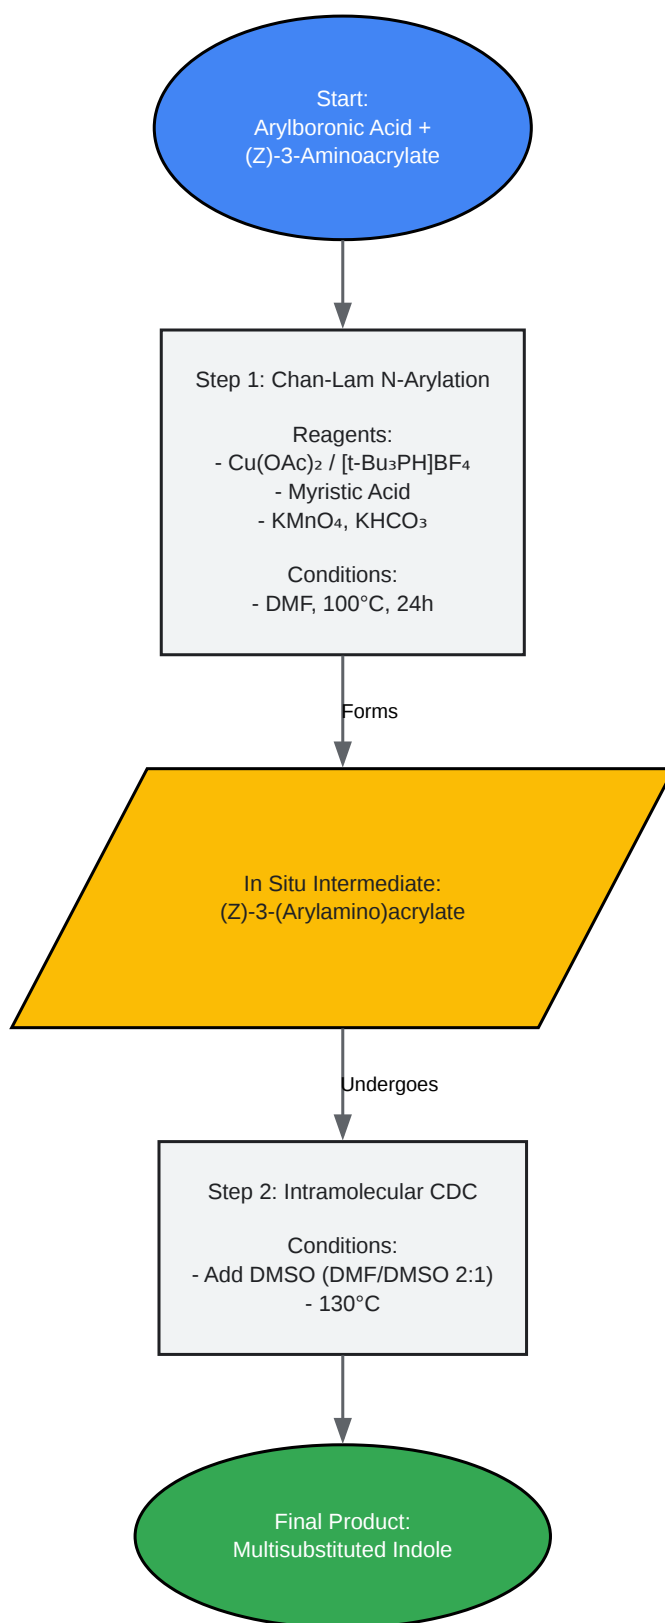 Start:
Arylboronic Acid +
(Z)-3-Aminoacrylate
Step 1: Chan-Lam N-Arylation
Reagents:
- Cu(OAc)₂ / [t-Bu₃PH]BF₄
- Myristic Acid
- KMnO₄, KHCO₃
Conditions:
- DMF, 100°C, 24h
Forms
In Situ Intermediate:
(Z)-3-(Arylamino)acrylate
Undergoes
Step 2: Intramolecular CDC
Conditions:
- Add DMSO (DMF/DMSO 2:1)
- 130°C
Final Product:
Multisubstituted Indole